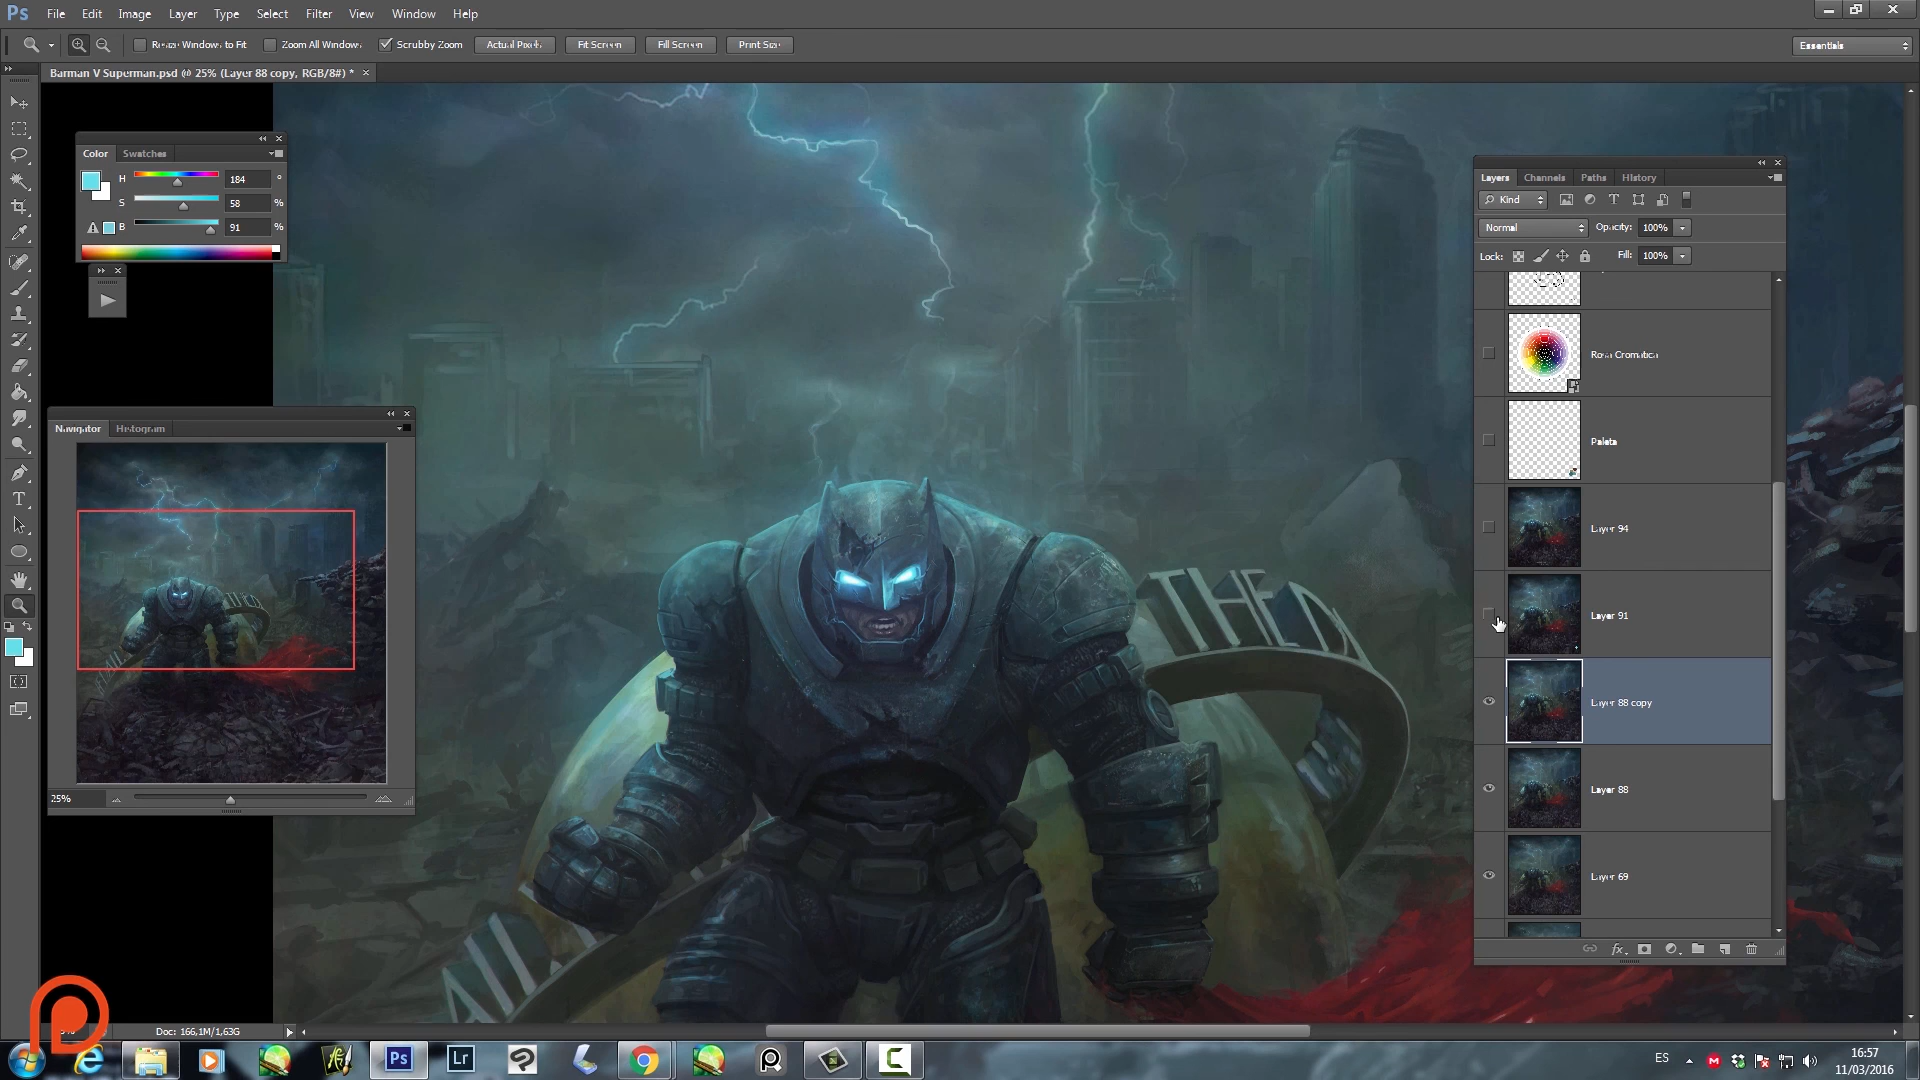 Ps File Edit Image Layer Type Select Filter View Window Help
Resize Windows to Fit Zoom All Windows Scrubby Zoom Actual Pixels Fit Screen Fill Screen Print Size Essentials
Barman V Superman.psd @ 25% (Layer 88 copy, RGB/8#) * ×
Color Swatches
H 184 °
S 58 %
B 91 %
Layers Channels Paths History
Kind
Normal Opacity: 100%
Lock: Fill: 100%
Rosa Cromatica
Paleta
Layer 94
Layer 91
Layer 88 copy
Layer 88
Layer 69
Navigator Histogram
25%
THE D
ALL
Doc: 166,1M/1,63G
Ps Lr
ES
16:57
11/03/2016